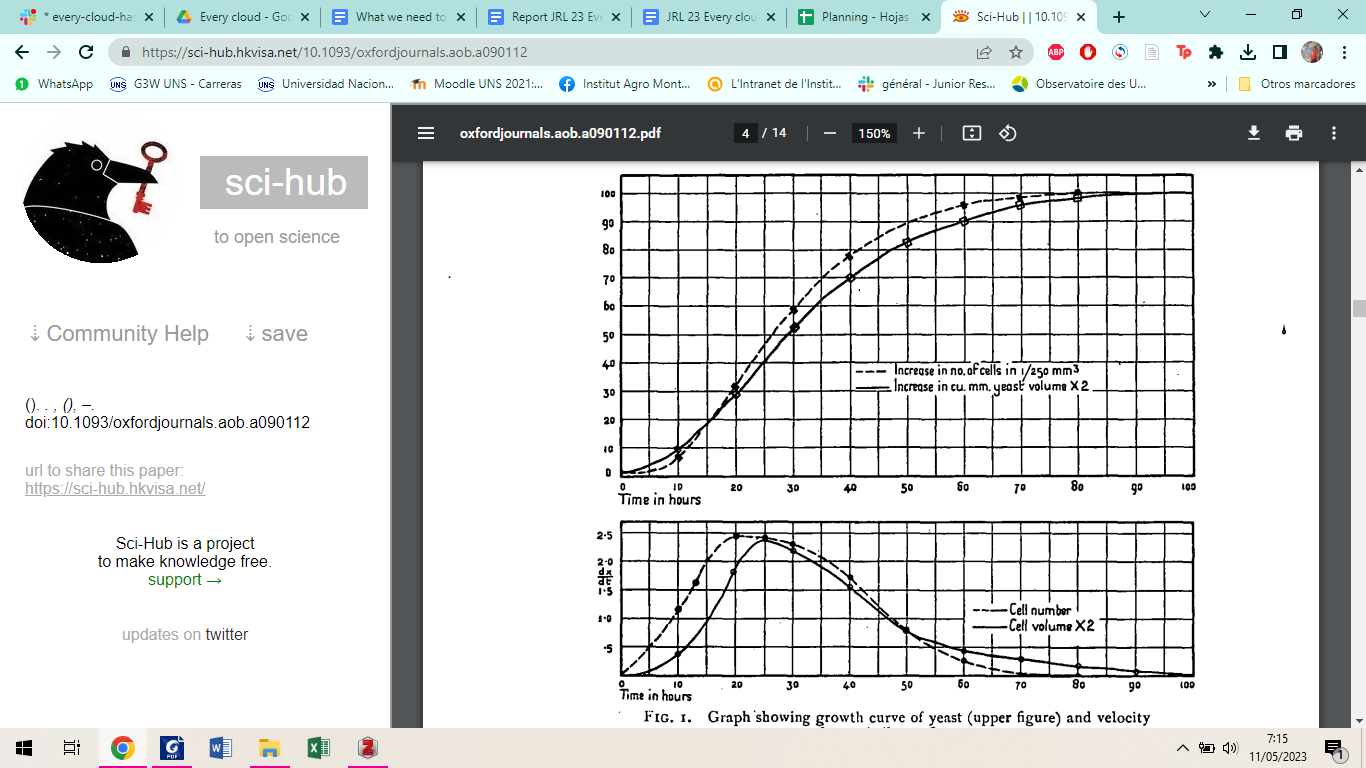 * every-cloud-has
Every cloud - Goo
What we need to
Report JRL 23 Eve
JRL 23 Every clou
Planning - Hojas
Sci-Hub | | 10.109
https://sci-hub.hkvisa.net/10.1093/oxfordjournals.aob.a090112
WhatsApp
G3W UNS - Carreras
Universidad Nacion...
Moodle UNS 2021:...
Institut Agro Mont...
L'Intranet de l'Instit...
général - Junior Res...
Observatoire des U...
»
Otros marcadores
oxfordjournals.aob.a090112.pdf
4 / 14
150%
sci-hub
to open science
⇣ Community Help
⇣ save
(). . , (), –.
doi:10.1093/oxfordjournals.aob.a090112
url to share this paper:
https://sci-hub.hkvisa.net/
Sci-Hub is a project
to make knowledge free.
support →
updates on twitter
100
90
80
70
60
50
40
30
20
10
0
Increase in no. of cells in 1/250 mm³
Increase in cu. mm. yeast volume X2
0 10 20 30 40 50 60 70 80 90 100
Time in hours
2.5
2.0
dx
dt
1.5
1.0
.5
Cell number
Cell volume X2
0 10 20 30 40 50 60 70 80 90 100
Time in hours
FIG. 1. Graph showing growth curve of yeast (upper figure) and velocity
7:15
11/05/2023
1